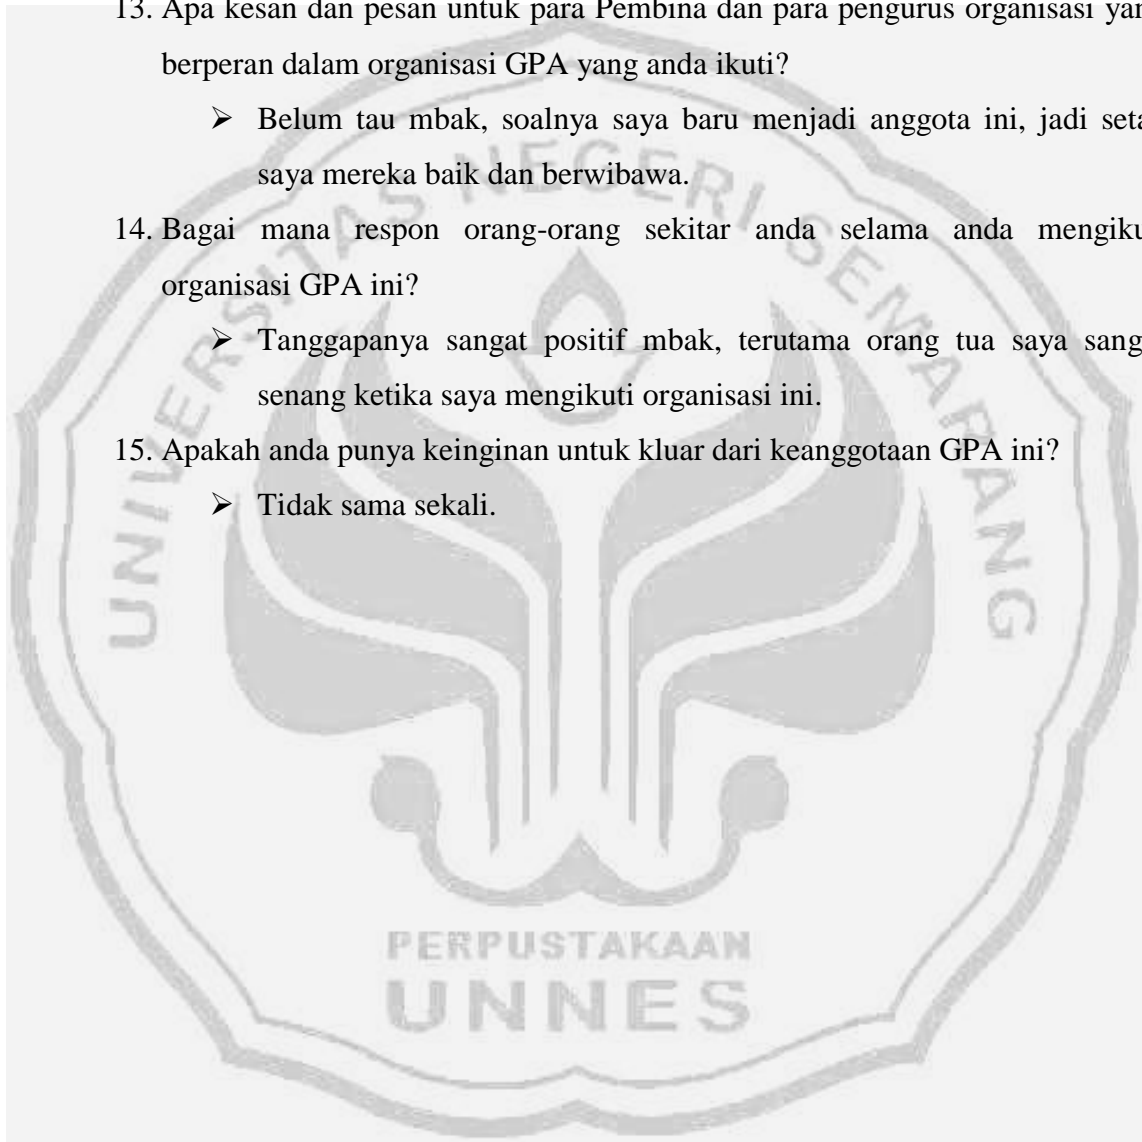 13. Apa kesan dan pesan untuk para Pembina dan para pengurus organisasi yan
berperan dalam organisasi GPA yang anda ikuti?
➢ Belum tau mbak, soalnya saya baru menjadi anggota ini, jadi seta
saya mereka baik dan berwibawa.
14. Bagai mana respon orang-orang sekitar anda selama anda mengiku
organisasi GPA ini?
➢ Tanggapanya sangat positif mbak, terutama orang tua saya sang
senang ketika saya mengikuti organisasi ini.
15. Apakah anda punya keinginan untuk kluar dari keanggotaan GPA ini?
➢ Tidak sama sekali.
UNIVERSITAS NEGERI SEMARANG
PERPUSTAKAAN
UNNES